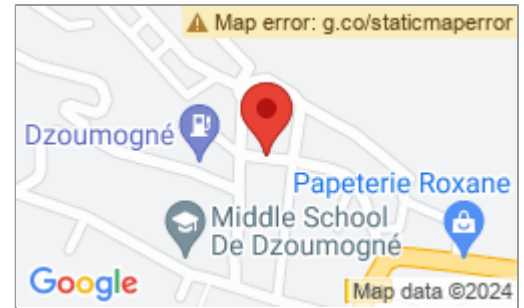 Map error: g.co/staticmaperror
Dzoumogné
Papeterie Roxane
Middle School
De Dzoumogné
Google
Map data ©2024